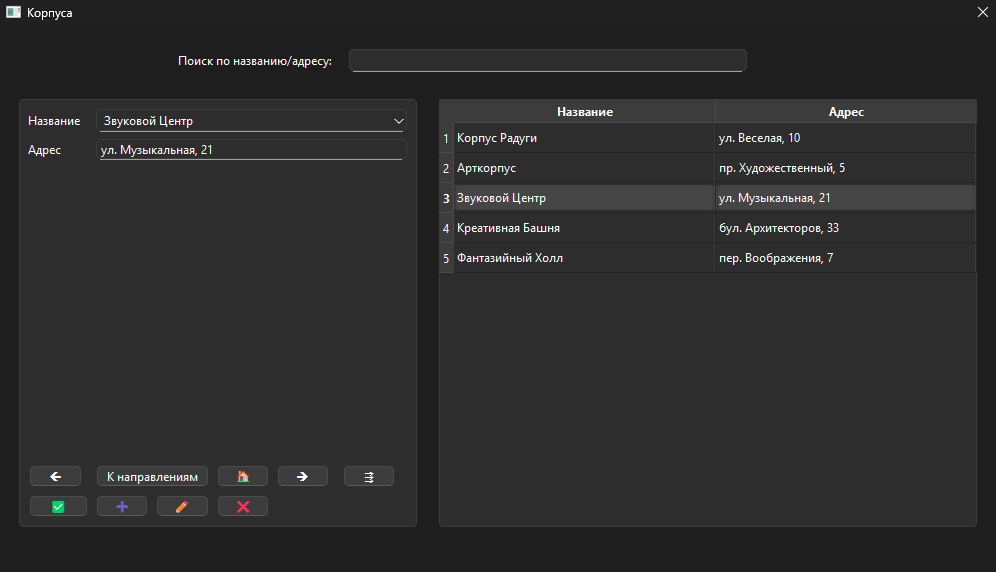 Корпуса
Поиск по названию/адресу:
Название Звуковой Центр
Адрес ул. Музыкальная, 21
К направлениям
Название Адрес
1 Корпус Радуги ул. Веселая, 10
2 Арткорпус пр. Художественный, 5
3 Звуковой Центр ул. Музыкальная, 21
4 Креативная Башня бул. Архитекторов, 33
5 Фантазийный Холл пер. Воображения, 7